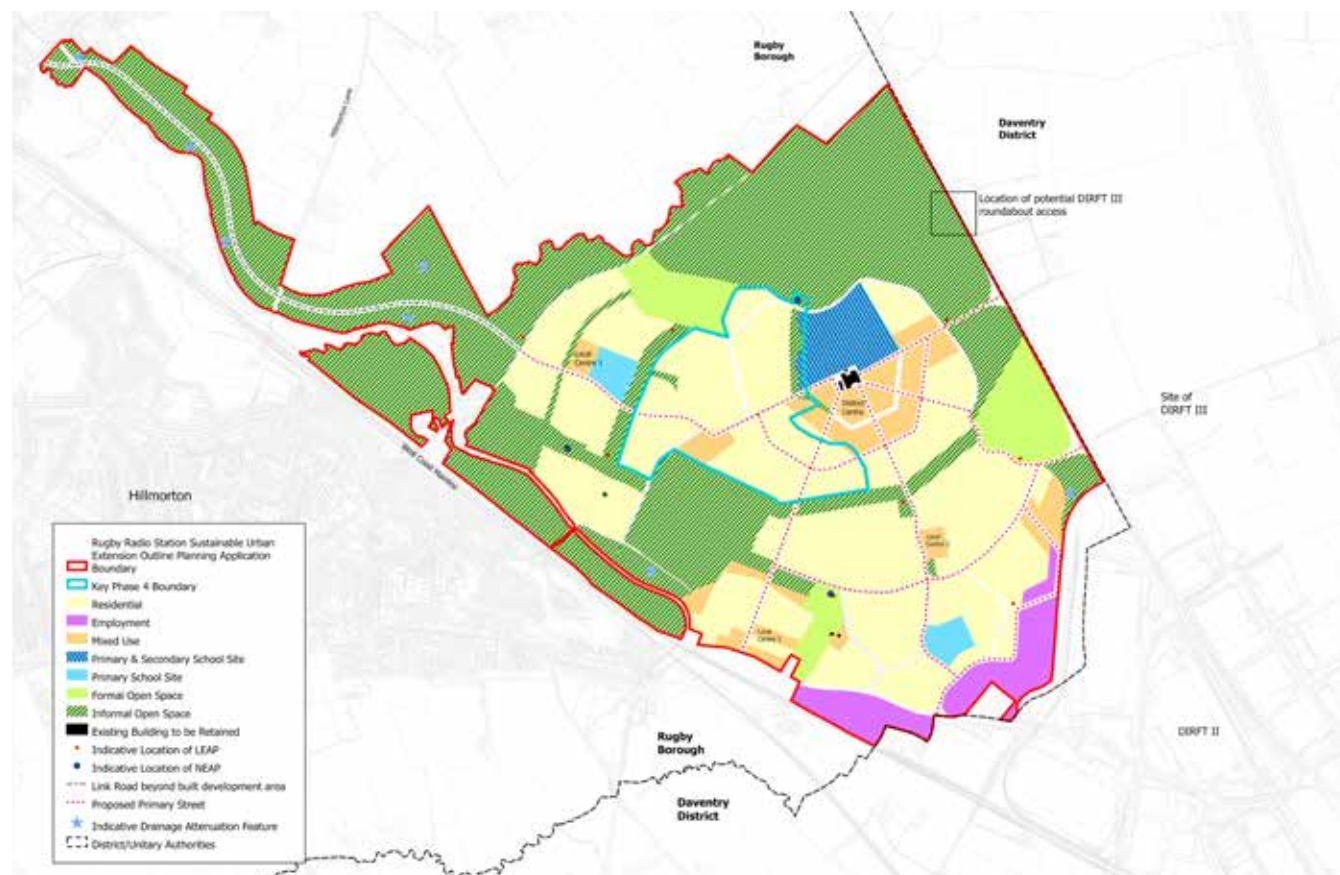 Rugby
Borough
Daventry
District
Hillmorton Lane
Location of potential DIRFT III
roundabout access
Local
Centre 1
District
Centre
Site of
DIRFT III
West Coast Mainline
Hillmorton
Local
Centre 2
Local
Centre 3
Rugby Radio Station Sustainable Urban
Extension Outline Planning Application
Boundary
Key Phase 4 Boundary
Residential
Employment
Mixed Use
Primary & Secondary School Site
Primary School Site
Formal Open Space
Informal Open Space
Existing Building to be Retained
Indicative Location of LEAP
Indicative Location of NEAP
Link Road beyond built development area
Proposed Primary Street
Indicative Drainage Attenuation Feature
District/Unitary Authorities
Rugby
Borough
Daventry
District
DIRFT II